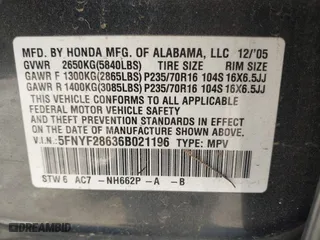 MFD. BY HONDA MFG. OF ALABAMA, LLC 12/'05
GVWR 2650KG(5840LBS) TIRE SIZE RIM SIZE
GAWR F 1300KG(2865LBS) P235/70R16 104S 16X6.5JJ
GAWR R 1400KG(3085LBS) P235/70R16 104S 16X6.5JJ
THIS VEHICLE CONFORMS TO ALL APPLICABLE
FEDERAL MOTOR VEHICLE SAFETY
AND THEFT PREVENTION STANDARDS IN EFFECT
ON THE DATE OF MANUFACTURE SHOWN ABOVE.
V.I.N.: 5FNYF28636B021196 TYPE: MPV
STW6 AC7 -NH662P -A -B